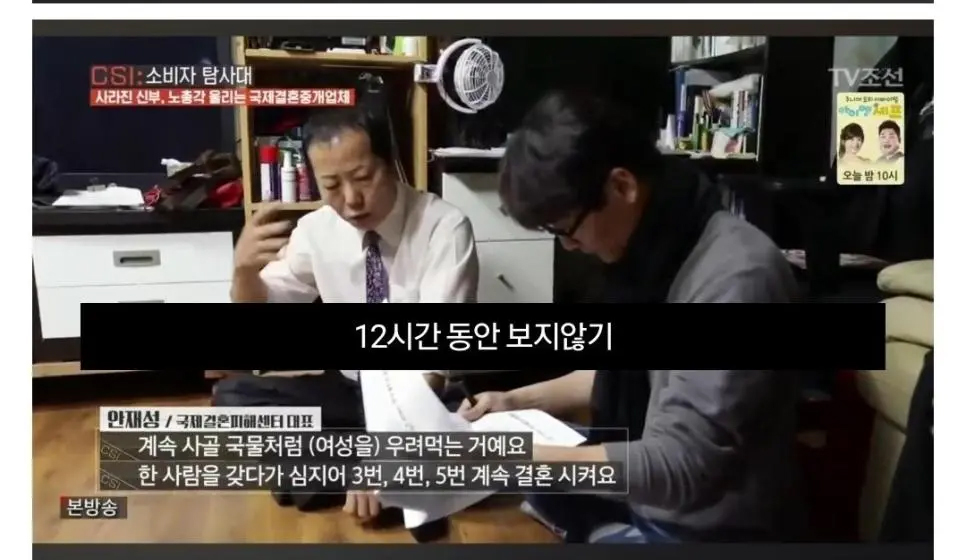 CSI:소비자 탐사대
사라진 신부, 노총각 울리는 국제결혼중개업체
TV조선
오늘 밤 10시
12시간 동안 보지않기
안재성 / 국제결혼피해센터 대표
계속 사골 국물처럼 (여성을) 우려먹는 거예요
한 사람을 갖다가 심지어 3번, 4번, 5번 계속 결혼 시켜요
CSI
CSI
본방송